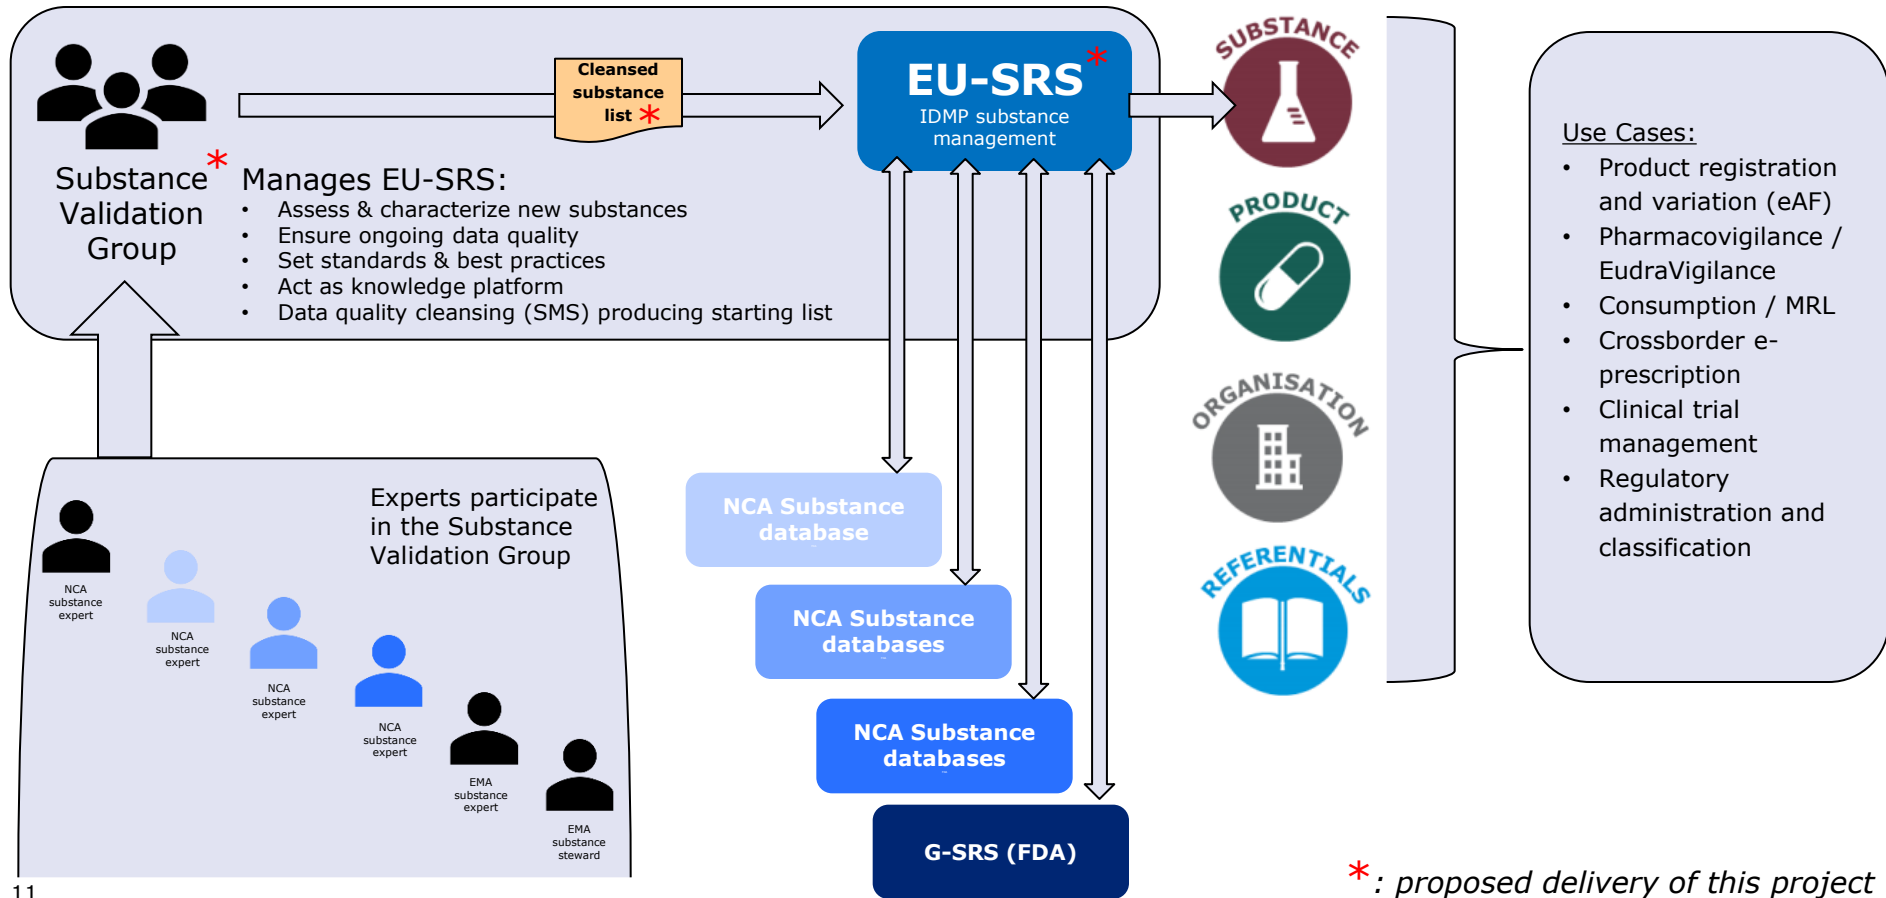 Substance *
Validation
Group
Cleansed
substance
list *
EU-SRS *
IDMP substance
management
Manages EU-SRS:
• Assess & characterize new substances
• Ensure ongoing data quality
• Set standards & best practices
• Act as knowledge platform
• Data quality cleansing (SMS) producing starting list
Experts participate
in the Substance
Validation Group
NCA
substance
expert
NCA
substance
expert
NCA
substance
expert
NCA
substance
expert
EMA
substance
expert
EMA
substance
steward
NCA Substance
database
NCA Substance
databases
NCA Substance
databases
G-SRS (FDA)
SUBSTANCE
PRODUCT
ORGANISATION
REFERENTIALS
Use Cases:
• Product registration
and variation (eAF)
• Pharmacovigilance /
EudraVigilance
• Consumption / MRL
• Crossborder e-
prescription
• Clinical trial
management
• Regulatory
administration and
classification
*: proposed delivery of this project
11